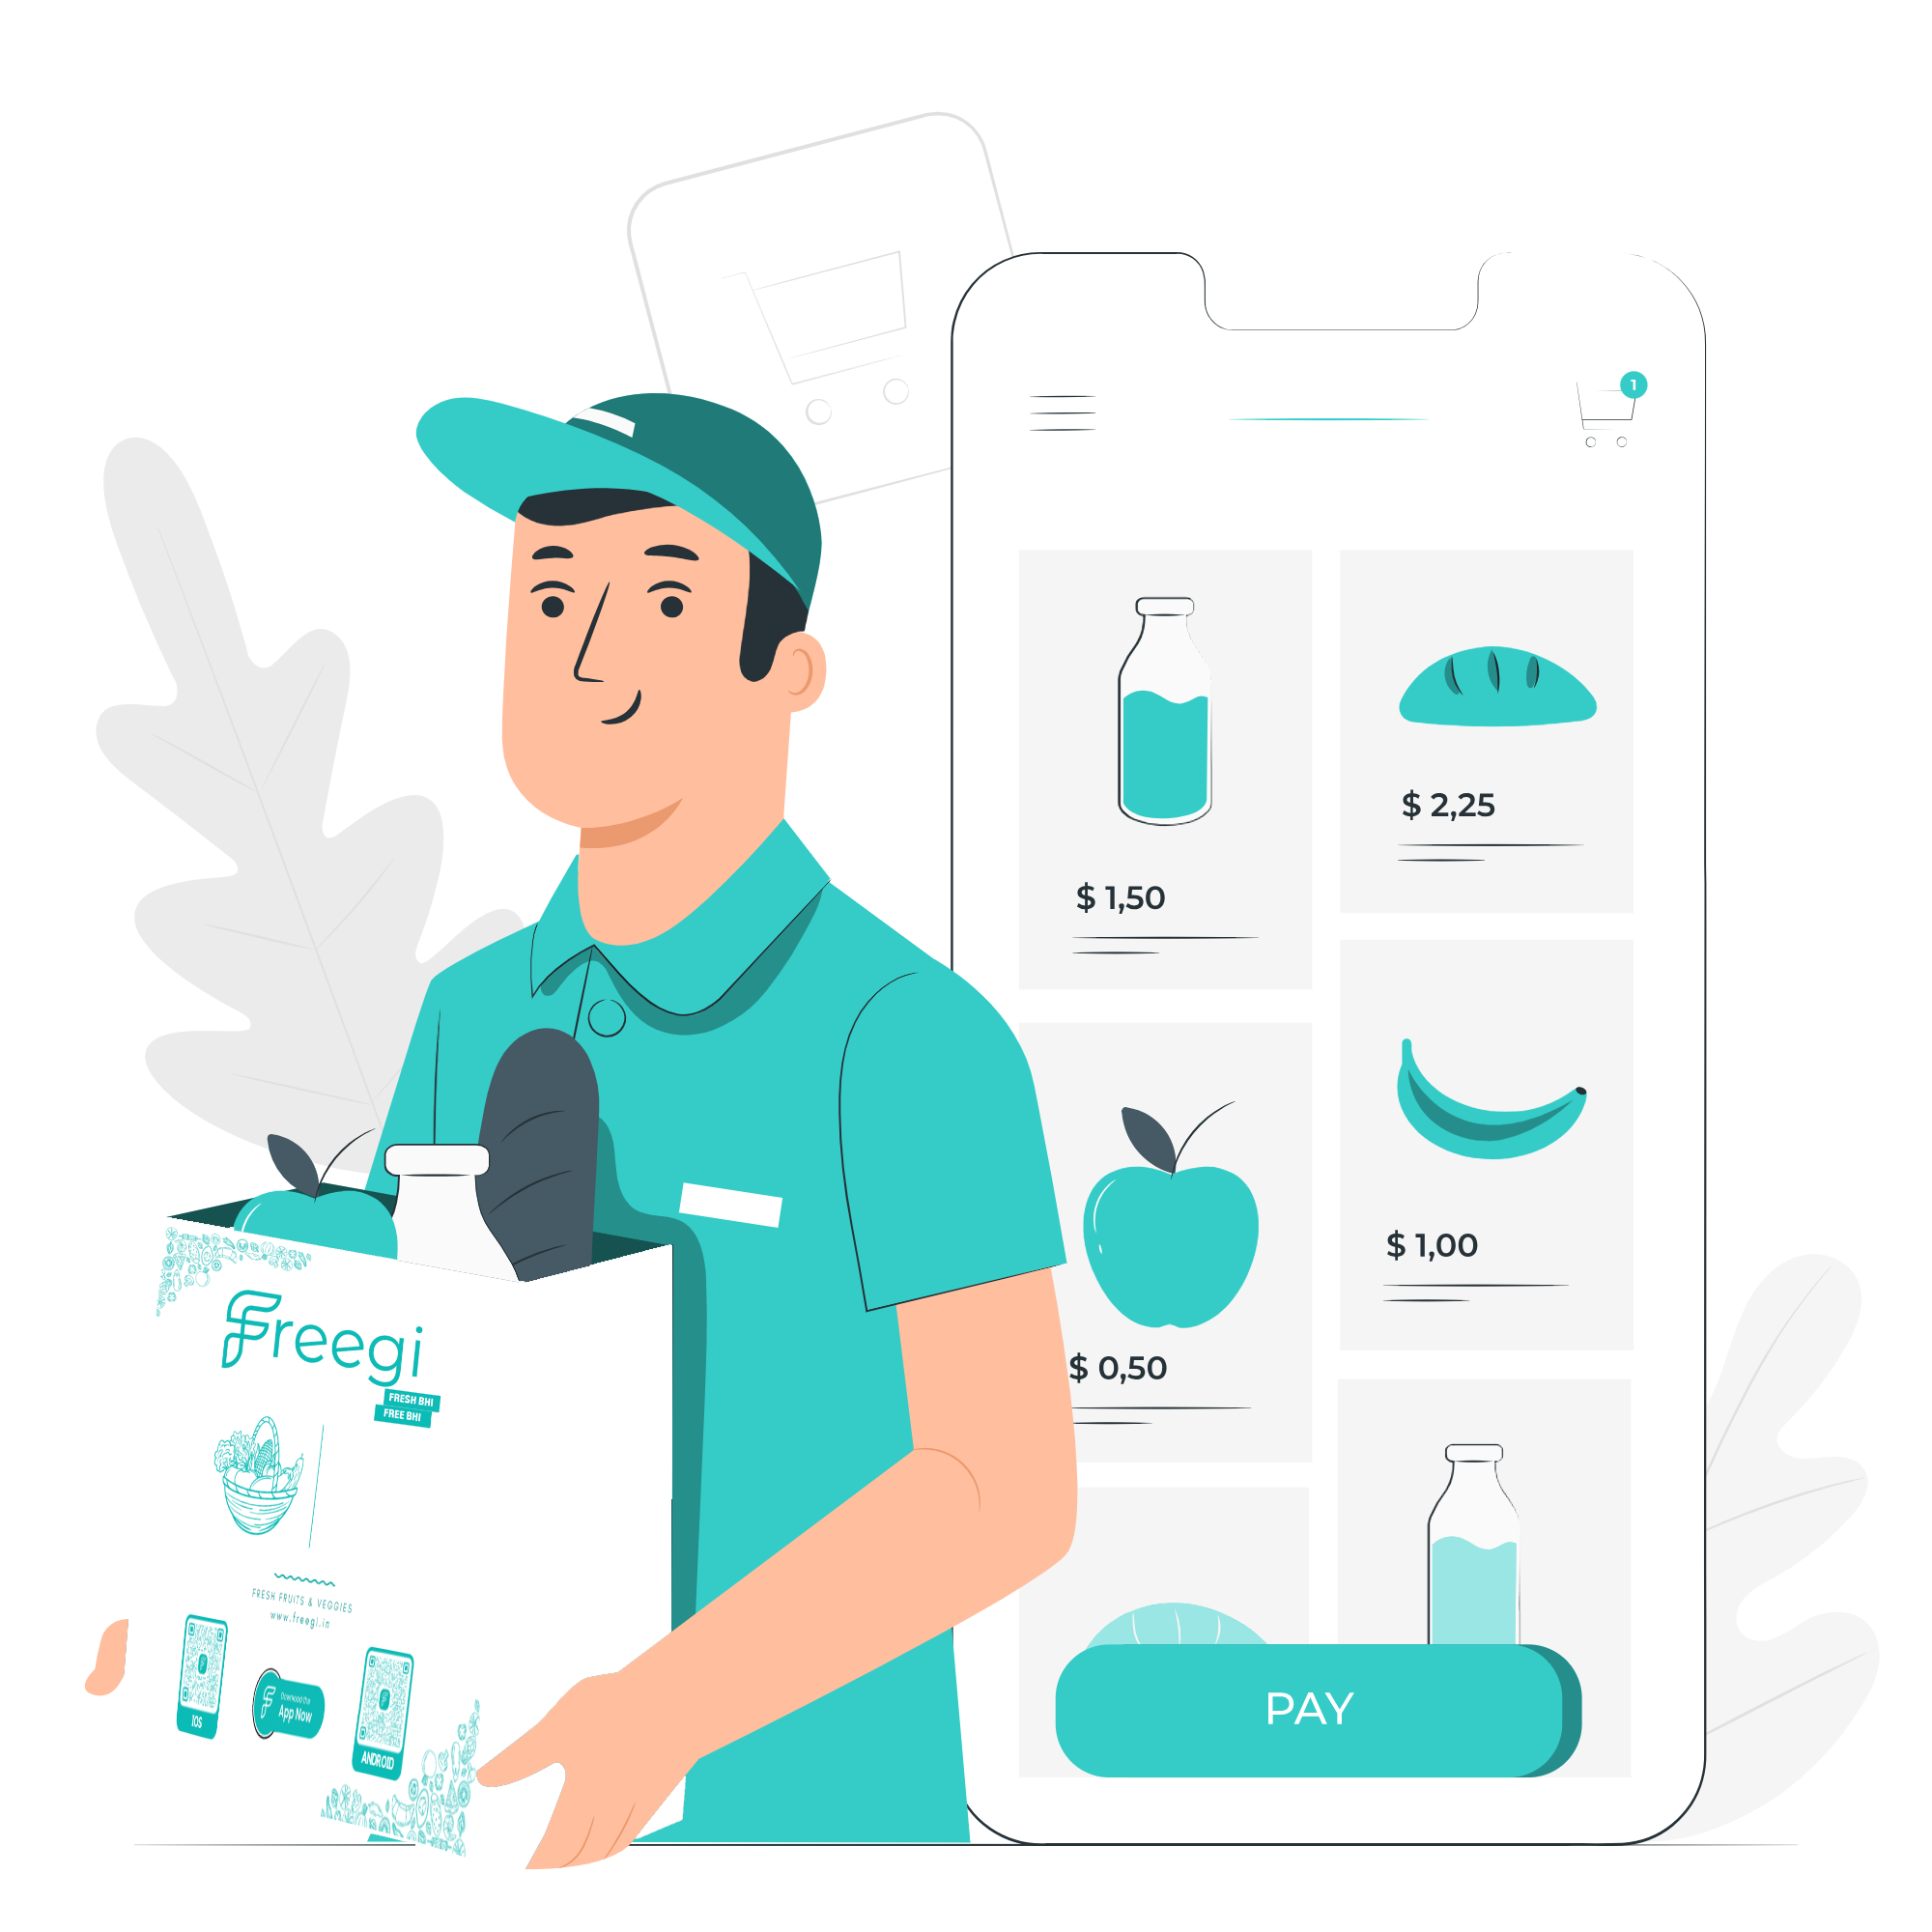 1
$ 2,25
$ 1,50
$ 1,00
$ 0,50
PAY
Freegi
FRESH BHI
FREE BHI
FRESH FRUITS & VEGGIES
www.freegi.in
IOS
Download the
App Now
ANDROID